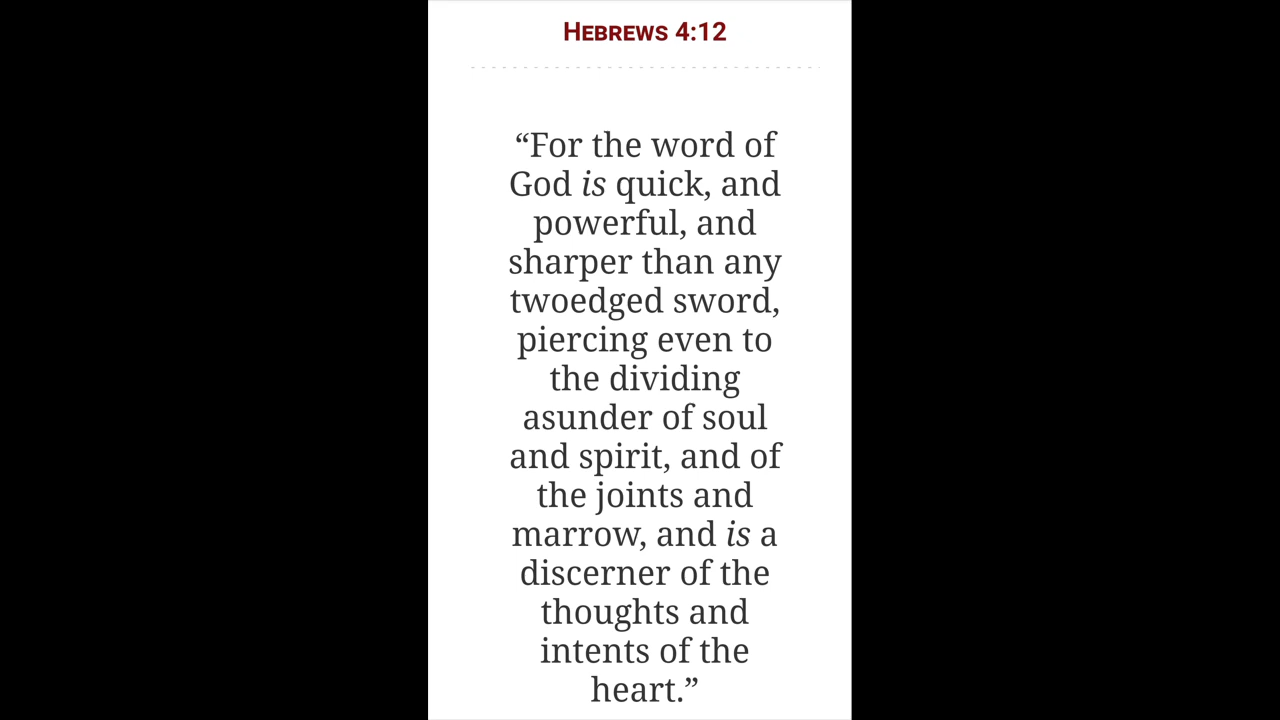 Hebrews 4:12
“For the word of
God is quick, and
powerful, and
sharper than any
twoedged sword,
piercing even to
the dividing
asunder of soul
and spirit, and of
the joints and
marrow, and is a
discerner of the
thoughts and
intents of the
heart.”